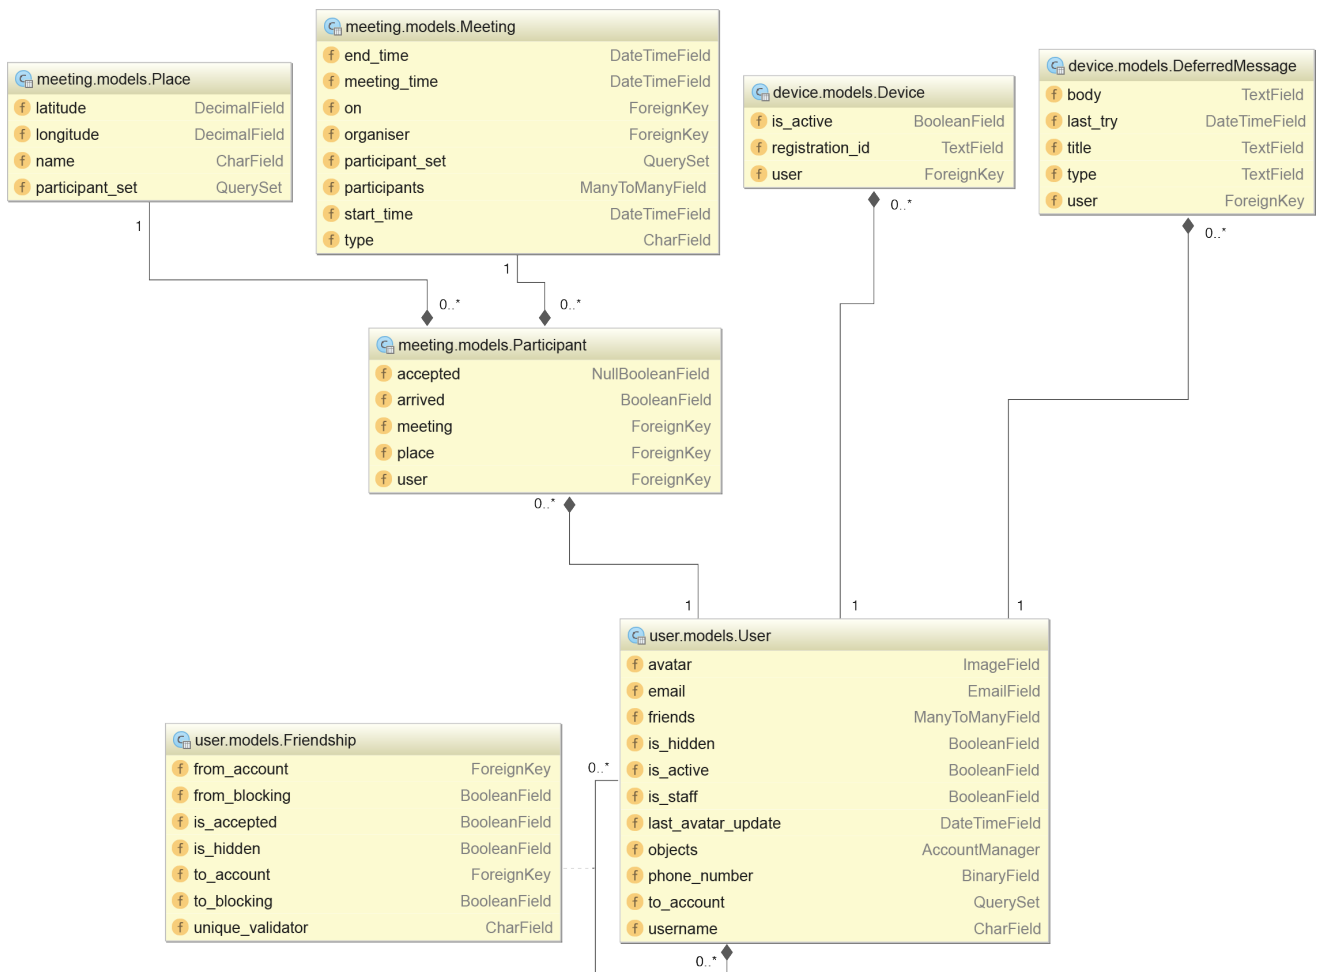 meeting.models.Place
latitude DecimalField
longitude DecimalField
name CharField
participant_set QuerySet
1
meeting.models.Meeting
end_time DateTimeField
meeting_time DateTimeField
on ForeignKey
organiser ForeignKey
participant_set QuerySet
participants ManyToManyField
start_time DateTimeField
type CharField
1
device.models.Device
is_active BooleanField
registration_id TextField
user ForeignKey
0..*
device.models.DeferredMessage
body TextField
last_try DateTimeField
title TextField
type TextField
user ForeignKey
0..*
0..*
0..*
meeting.models.Participant
accepted NullBooleanField
arrived BooleanField
meeting ForeignKey
place ForeignKey
user ForeignKey
0..*
1
1
1
user.models.User
avatar ImageField
email EmailField
friends ManyToManyField
is_hidden BooleanField
is_active BooleanField
is_staff BooleanField
last_avatar_update DateTimeField
objects AccountManager
phone_number BinaryField
to_account QuerySet
username CharField
0..*
0..*
user.models.Friendship
from_account ForeignKey
from_blocking BooleanField
is_accepted BooleanField
is_hidden BooleanField
to_account ForeignKey
to_blocking BooleanField
unique_validator CharField